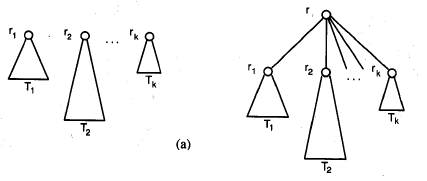 r1 r2 ... rk
T1 T2 Tk
(a)
r
r1 r2 ... rk
T1 T2 Tk